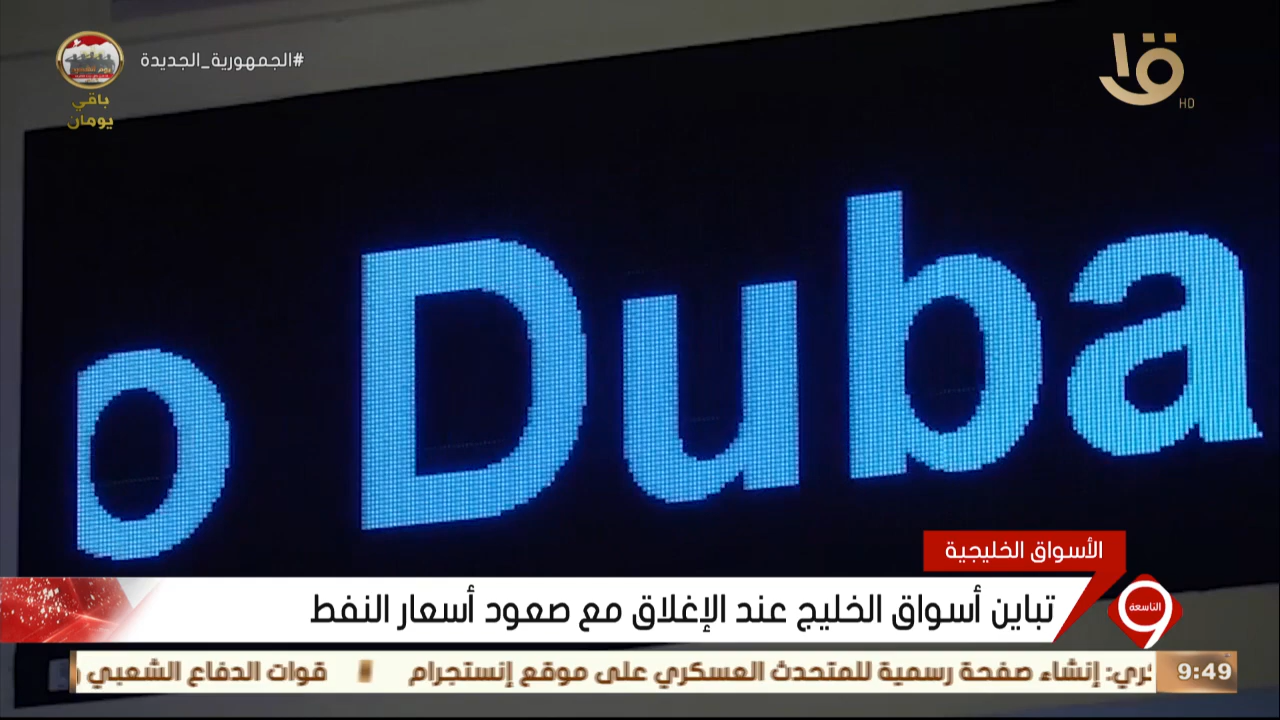 #الجمهورية_الجديدة
باقي
يومان
HD
o Duba
الأسواق الخليجية
تباين أسواق الخليج عند الإغلاق مع صعود أسعار النفط
التاسعة
9:49
كري: إنشاء صفحة رسمية للمتحدث العسكري على موقع إنستجرام
قوات الدفاع الشعبي